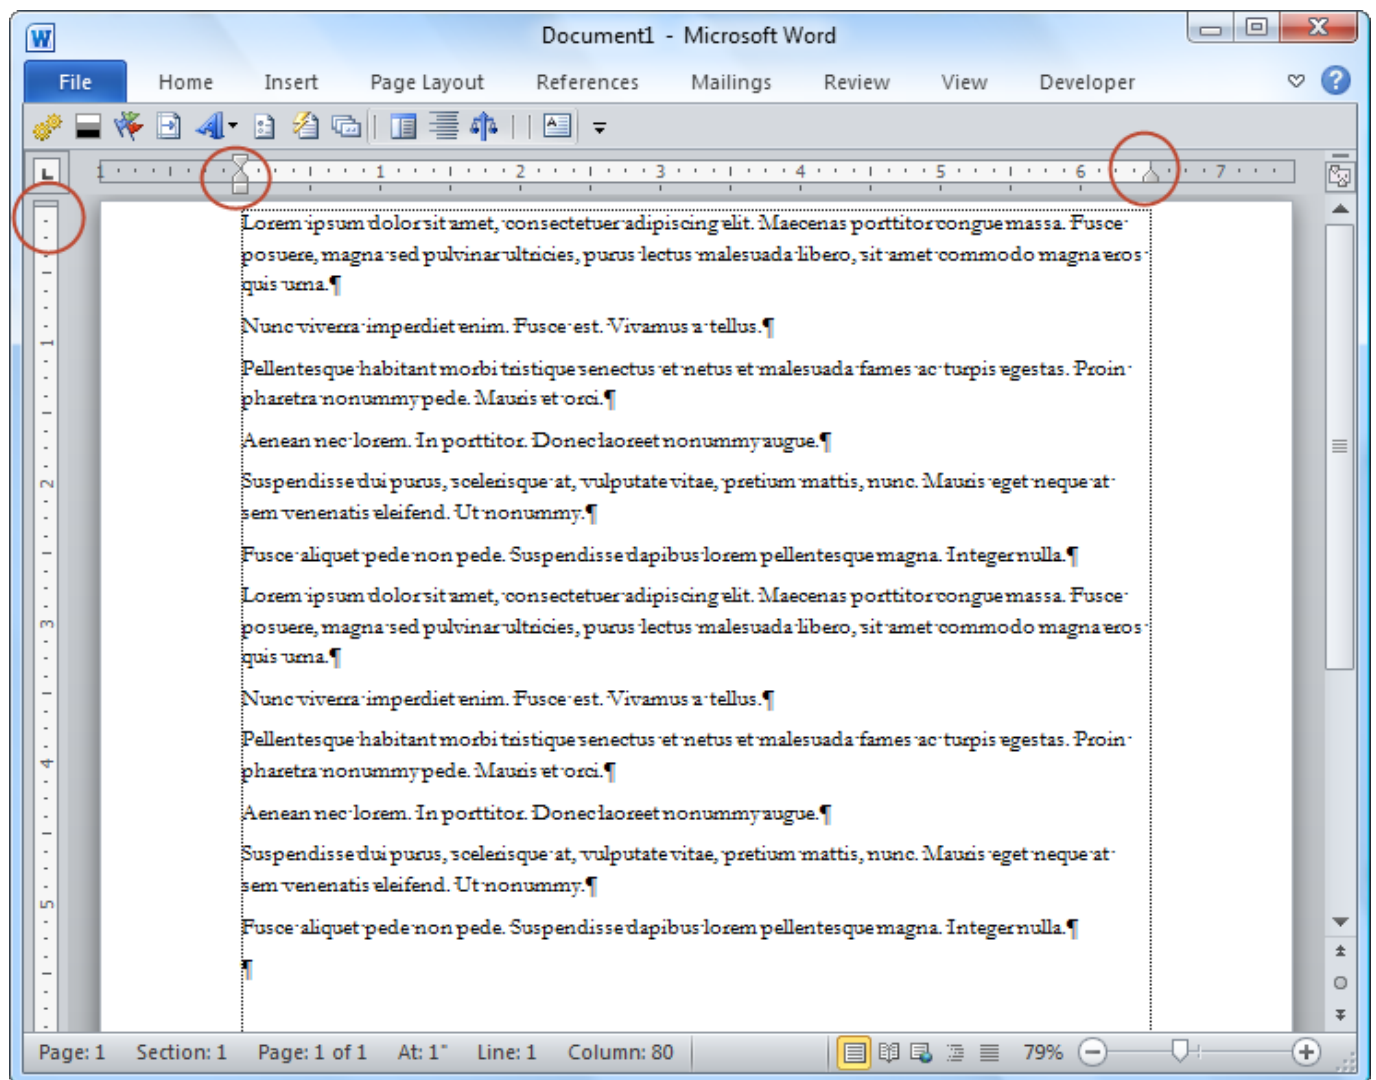 Document1 - Microsoft Word
File Home Insert Page Layout References Mailings Review View Developer
1 1 2 3 4 5 6 7
Lorem ipsum dolor sit amet, consectetuer adipiscing elit. Maecenas porttitor congue massa. Fusce
posuere, magna sed pulvinar ultricies, purus lectus malesuada libero, sit amet commodo magna eros
quis urna.¶
Nunc viverra imperdiet enim. Fusce est. Vivamus a tellus.¶
Pellentesque habitant morbi tristique senectus et netus et malesuada fames ac turpis egestas. Proin
pharetra nonummy pede. Mauris et orci.¶
Aenean nec lorem. In porttitor. Donec laoreet nonummy augue.¶
Suspendisse dui purus, scelerisque at, vulputate vitae, pretium mattis, nunc. Mauris eget neque at
sem venenatis eleifend. Ut nonummy.¶
Fusce aliquet pede non pede. Suspendisse dapibus lorem pellentesque magna. Integer nulla.¶
Lorem ipsum dolor sit amet, consectetuer adipiscing elit. Maecenas porttitor congue massa. Fusce
posuere, magna sed pulvinar ultricies, purus lectus malesuada libero, sit amet commodo magna eros
quis urna.¶
Nunc viverra imperdiet enim. Fusce est. Vivamus a tellus.¶
Pellentesque habitant morbi tristique senectus et netus et malesuada fames ac turpis egestas. Proin
pharetra nonummy pede. Mauris et orci.¶
Aenean nec lorem. In porttitor. Donec laoreet nonummy augue.¶
Suspendisse dui purus, scelerisque at, vulputate vitae, pretium mattis, nunc. Mauris eget neque at
sem venenatis eleifend. Ut nonummy.¶
Fusce aliquet pede non pede. Suspendisse dapibus lorem pellentesque magna. Integer nulla.¶
¶
1
2
3
4
5
Page: 1 Section: 1 Page: 1 of 1 At: 1" Line: 1 Column: 80 79%